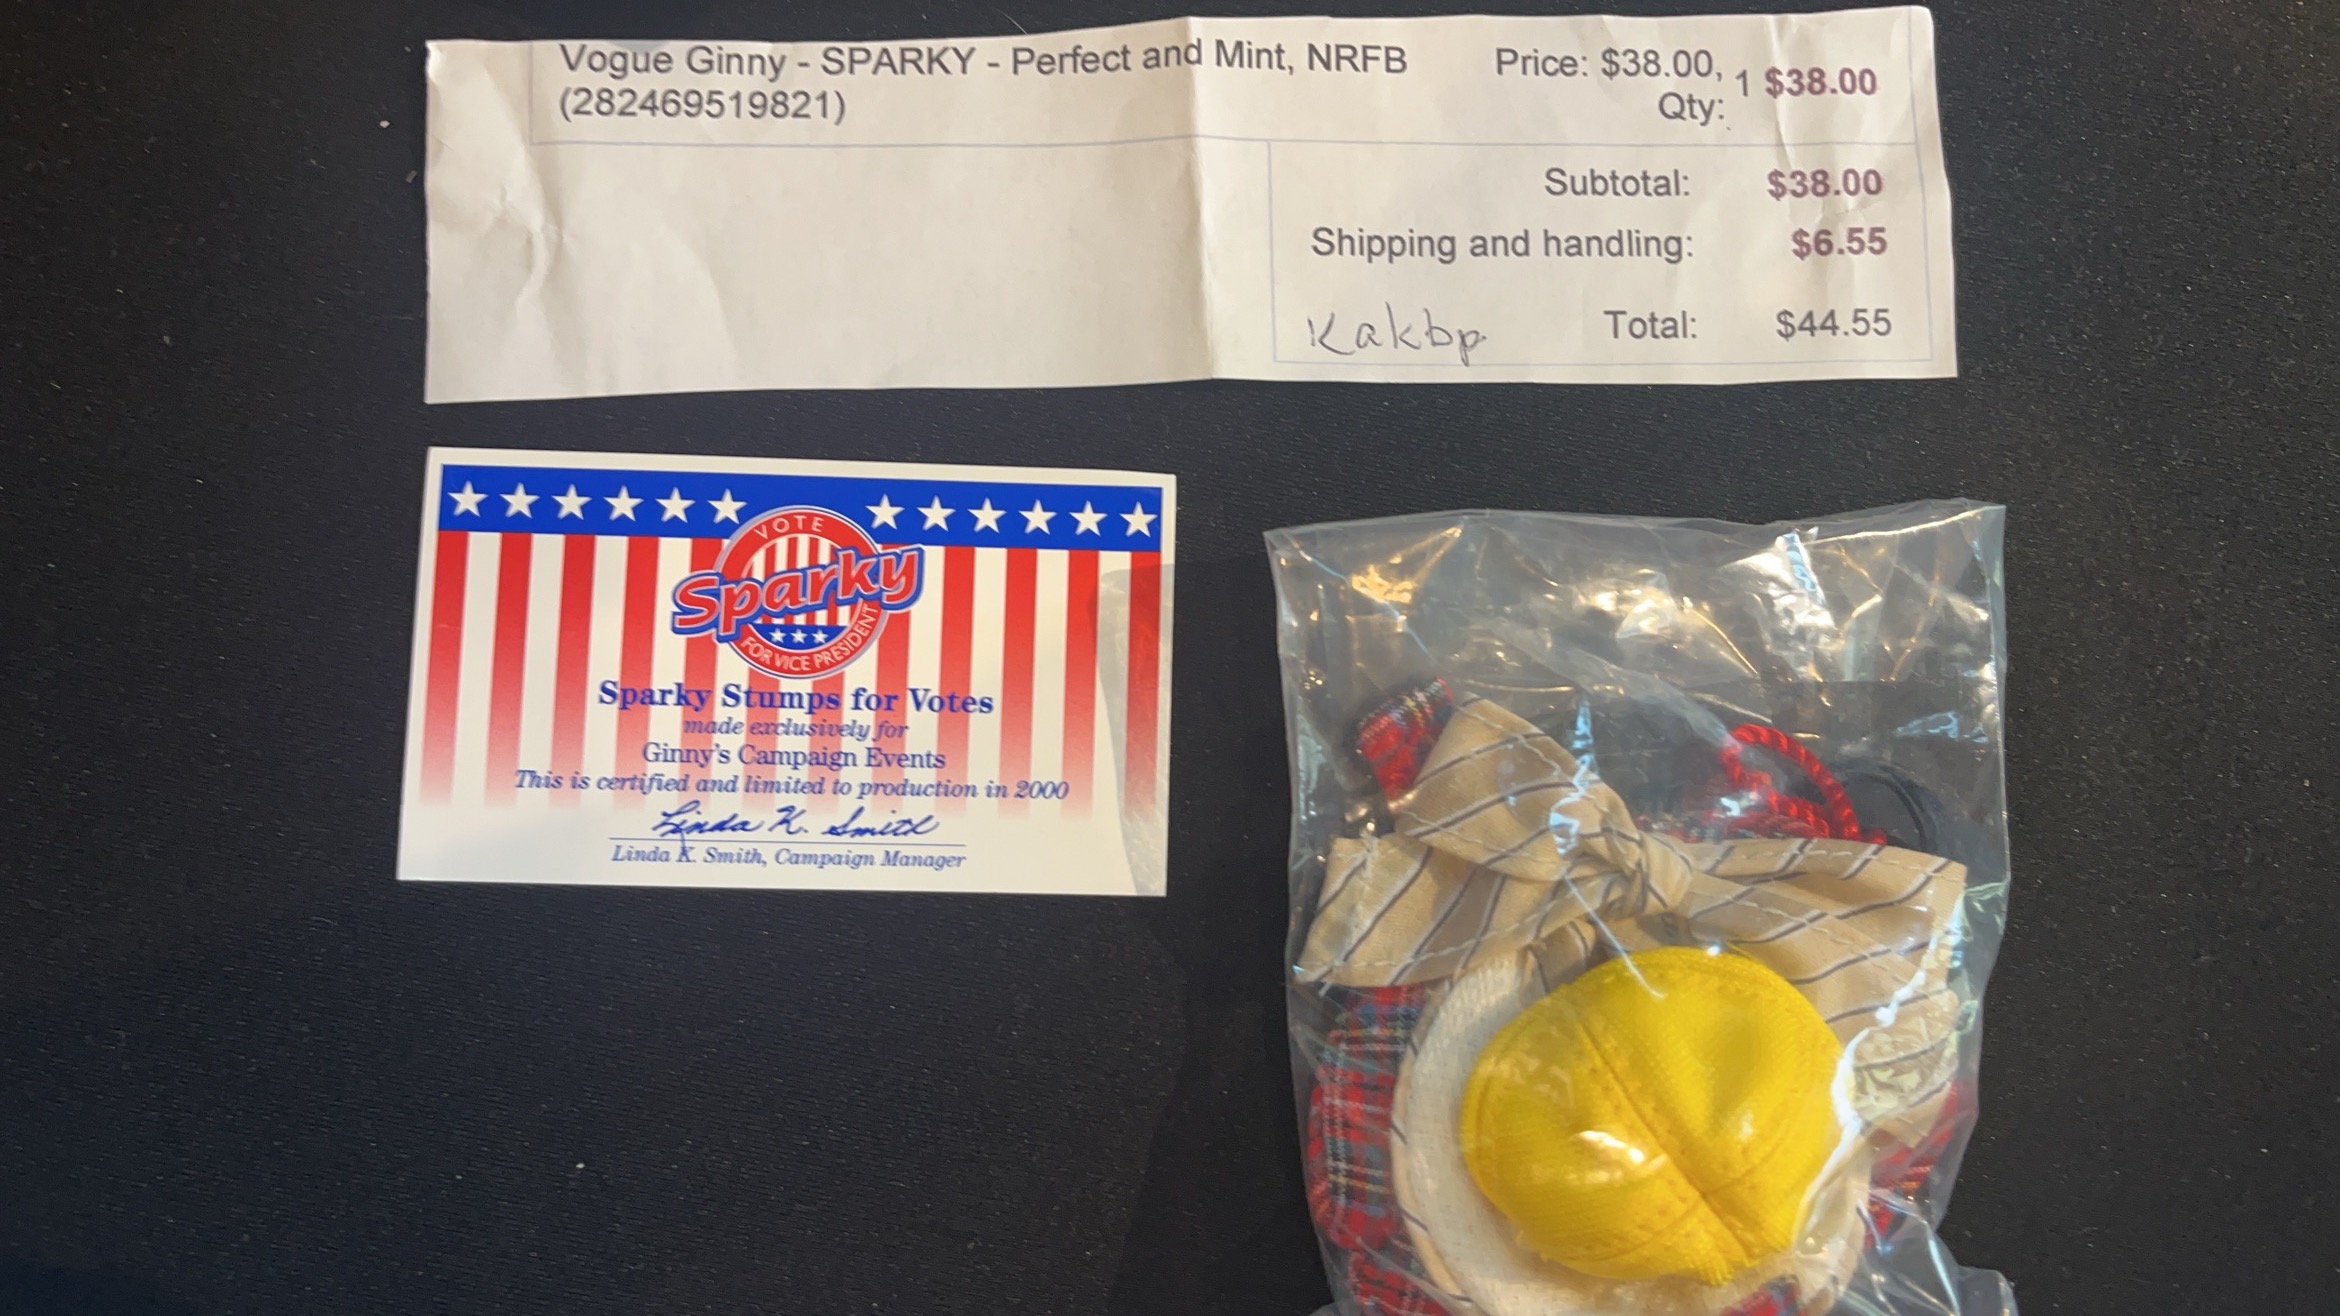 Vogue Ginny - SPARKY - Perfect and Mint, NRFB
(282469519821)
Price: $38.00,
Qty:
1 $38.00
Subtotal: $38.00
Shipping and handling: $6.55
Kakbp
Total: $44.55
VOTE
Sparky
FOR VICE PRESIDENT
Sparky Stumps for Votes
made exclusively for
Ginny's Campaign Events
This is certified and limited to production in 2000
Linda K. Smith
Linda K. Smith, Campaign Manager